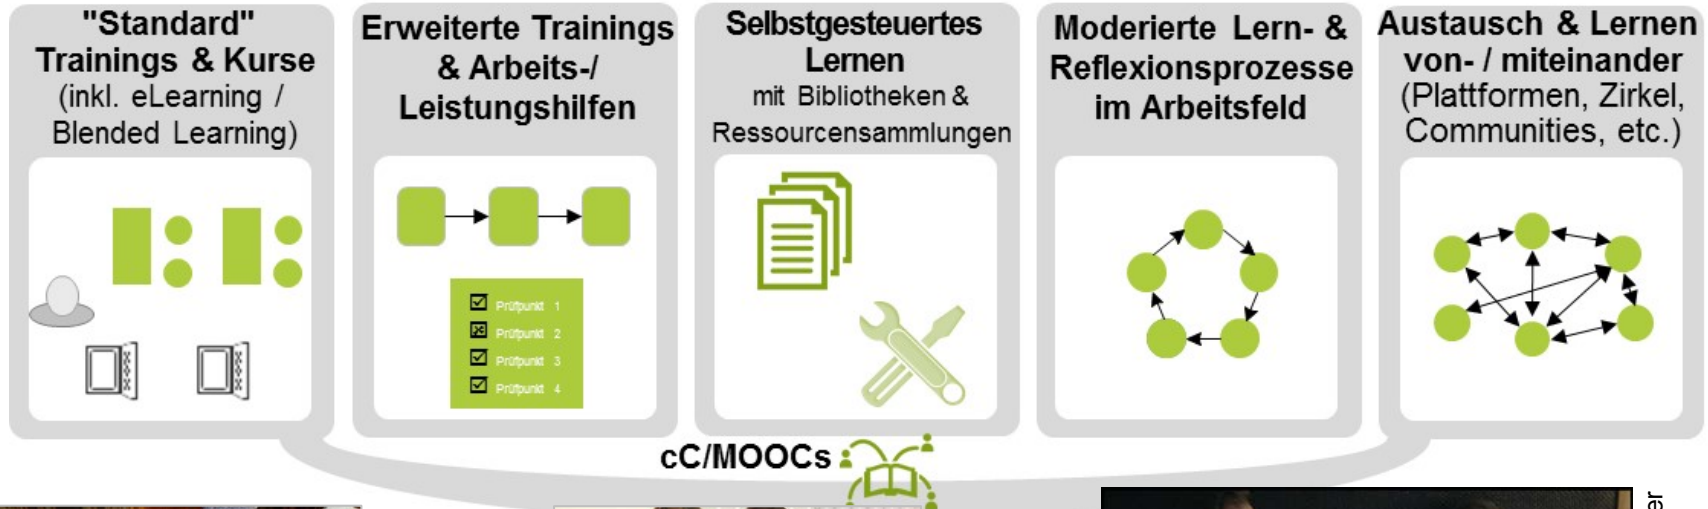 "Standard"
Trainings & Kurse
(inkl. eLearning /
Blended Learning)
Erweiterte Trainings
& Arbeits-/
Leistungshilfen
Prüfpunkt 1
Prüfpunkt 2
Prüfpunkt 3
Prüfpunkt 4
Selbstgesteuertes
Lernen
mit Bibliotheken &
Ressourcensammlungen
Moderierte Lern- &
Reflexionsprozesse
im Arbeitsfeld
Austausch & Lernen
von- / miteinander
(Plattformen, Zirkel,
Communities, etc.)
cC/MOOCs